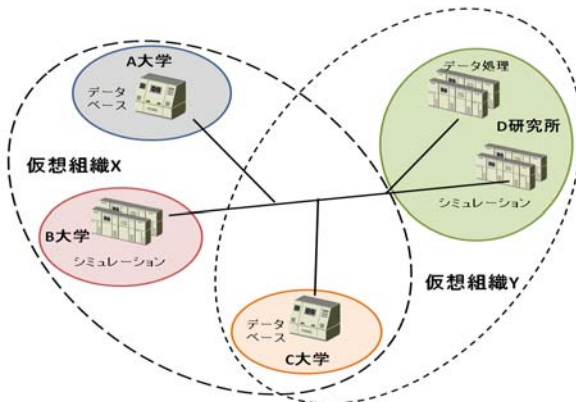 A大学
データ
ベース
データ処理
D研究所
仮想組織X
B大学
シミュレーション
シミュレーション
仮想組織Y
データ
ベース
C大学